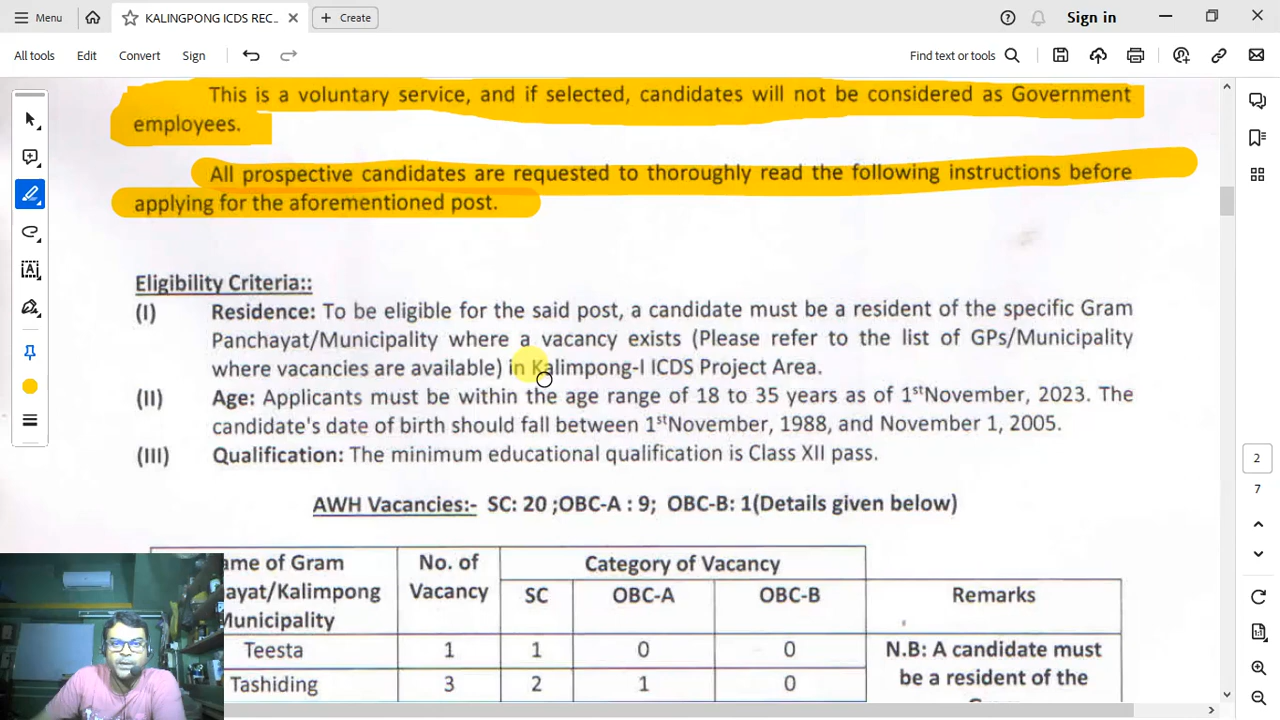 Menu KALINGPONG ICDS REC... Create Sign in
All tools Edit Convert Sign Find text or tools
This is a voluntary service, and if selected, candidates will not be considered as Government
employees.
All prospective candidates are requested to thoroughly read the following instructions before
applying for the aforementioned post.
Eligibility Criteria::
(I) Residence: To be eligible for the said post, a candidate must be a resident of the specific Gram
Panchayat/Municipality where a vacancy exists (Please refer to the list of GPs/Municipality
where vacancies are available) in Kalimpong-I ICDS Project Area.
(II) Age: Applicants must be within the age range of 18 to 35 years as of 1stNovember, 2023. The
candidate's date of birth should fall between 1stNovember, 1988, and November 1, 2005.
(III) Qualification: The minimum educational qualification is Class XII pass.
2
7
AWH Vacancies:- SC: 20 ;OBC-A : 9; OBC-B: 1(Details given below)
ame of Gram No. of Category of Vacancy
ayat/Kalimpong Vacancy SC OBC-A OBC-B Remarks
Municipality
Teesta 1 1 0 0 N.B: A candidate must
be a resident of the
Tashiding 3 2 1 0